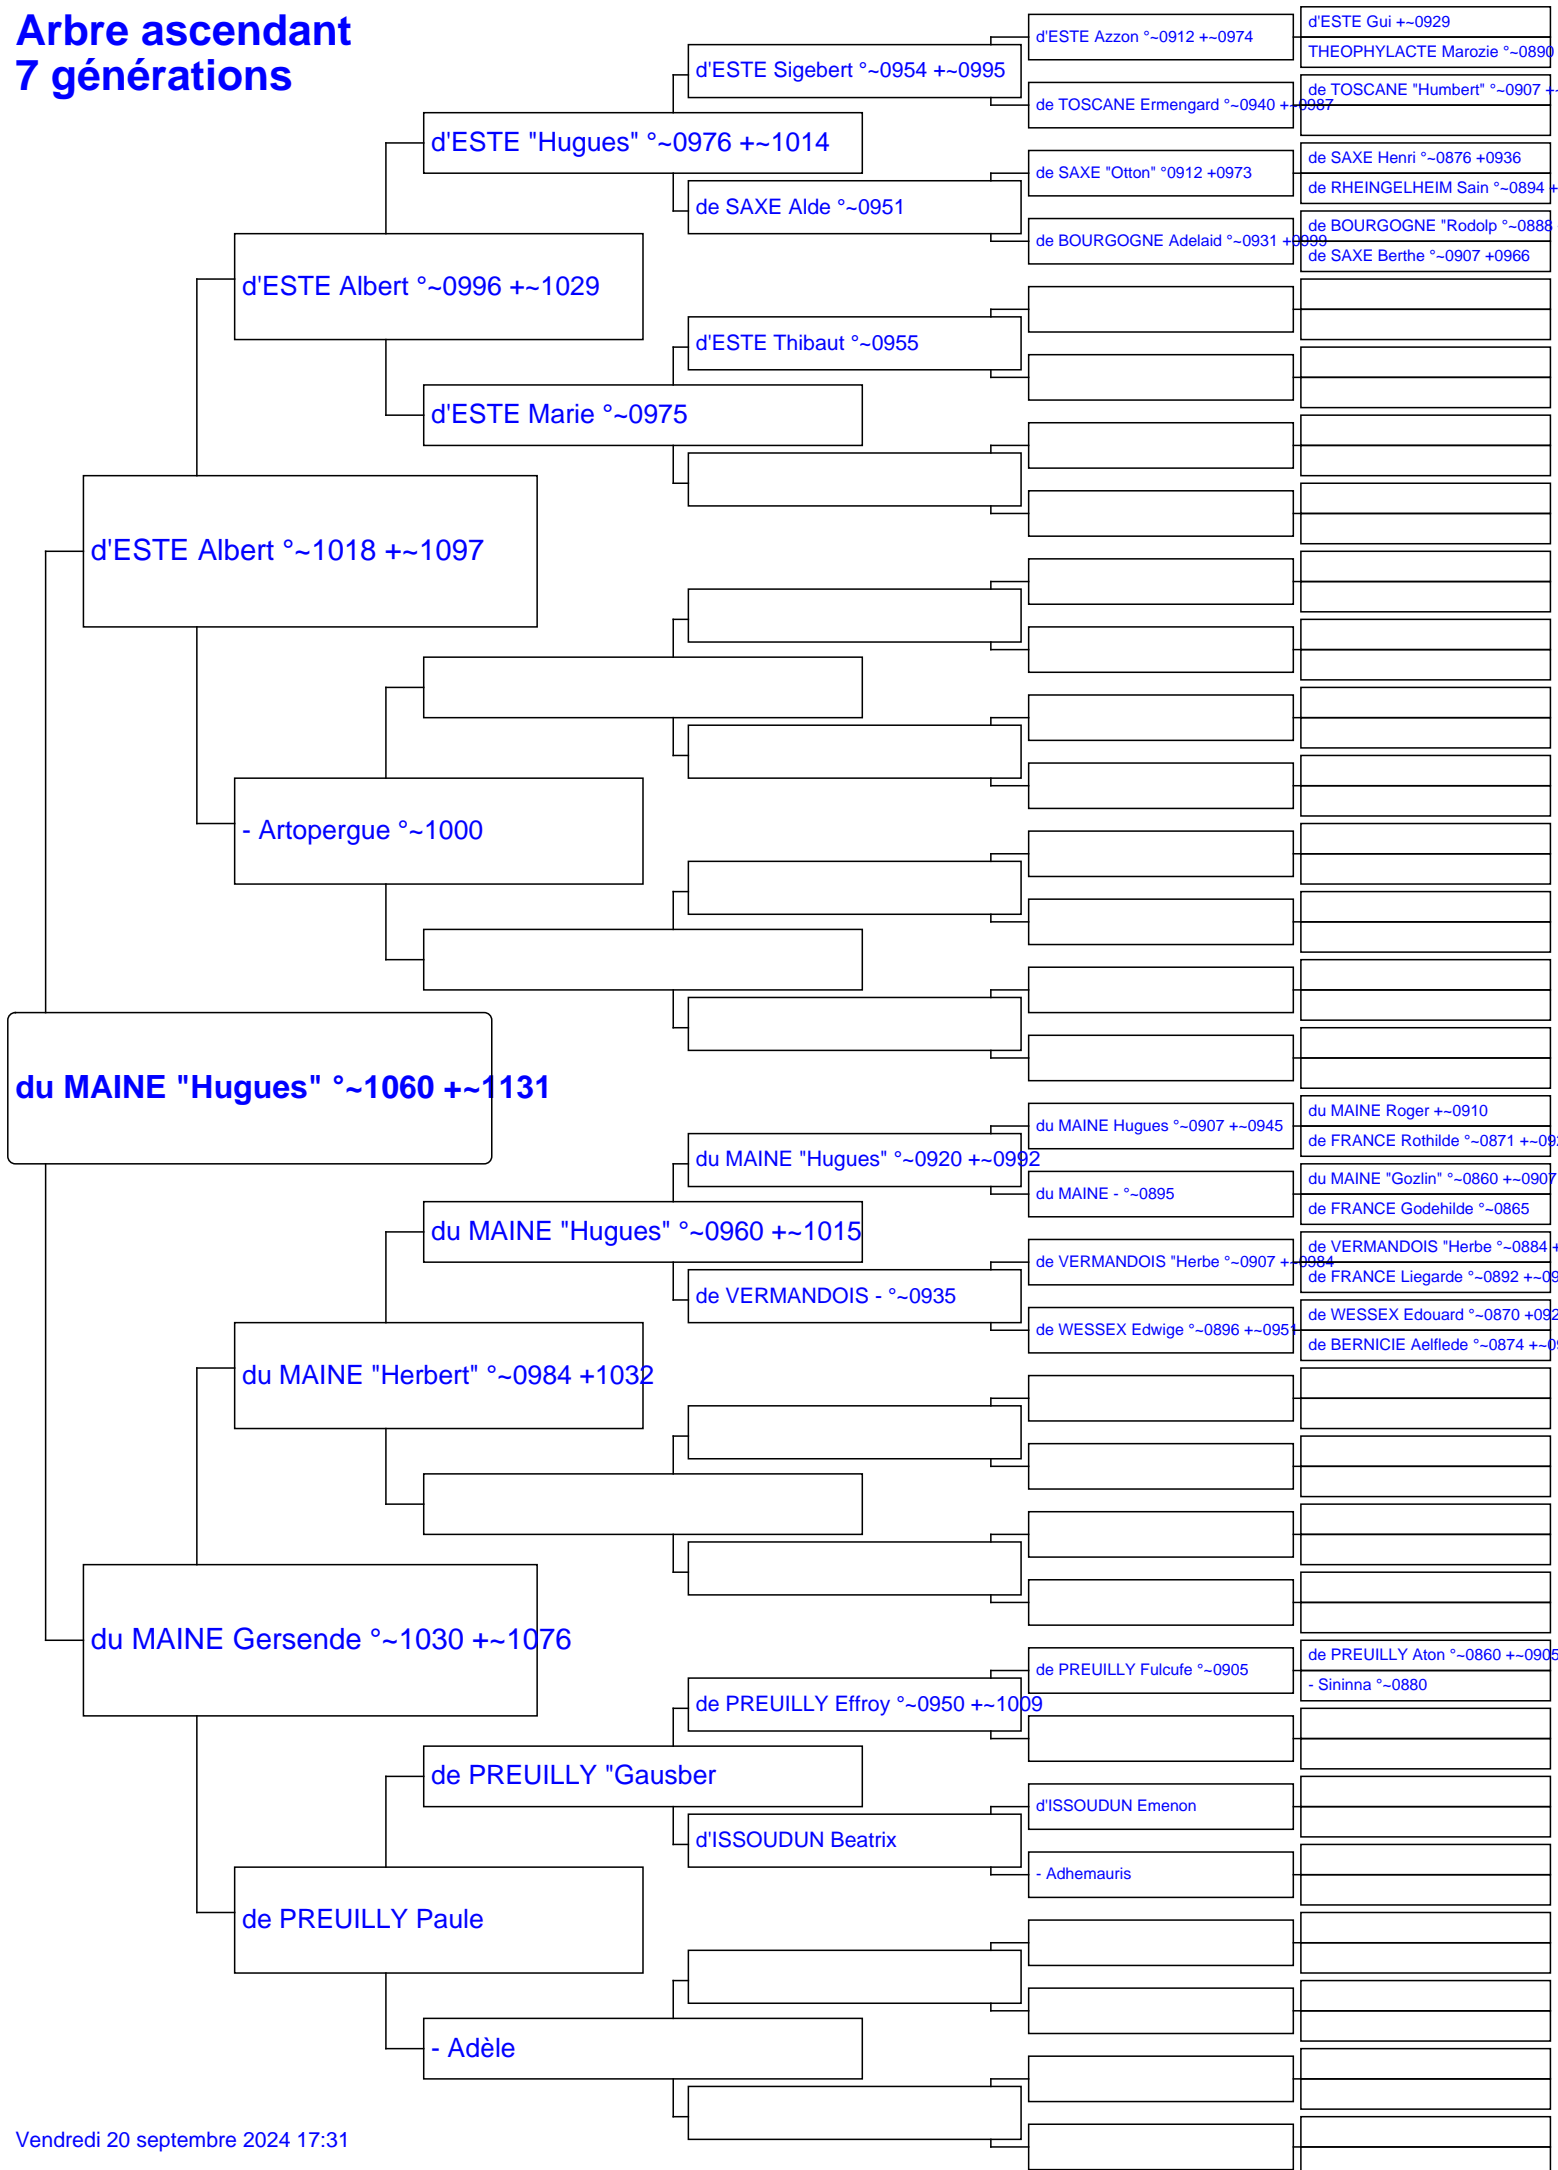 Arbre ascendant
7 générations
d'ESTE Gui +~0929
d'ESTE Azzon °~0912 +~0974
THEOPHYLACTE Marozie °~0890
d'ESTE Sigebert °~0954 +~0995
de TOSCANE "Humbert" °~0907 +~
de TOSCANE Ermengard °~0940 +~0987
d'ESTE "Hugues" °~0976 +~1014
de SAXE Henri °~0876 +0936
de SAXE "Otton" °0912 +0973
de RHEINGELHEIM Sain °~0894 +
de SAXE Alde °~0951
de BOURGOGNE "Rodolp °~0888
de BOURGOGNE Adelaid °~0931 +0999
de SAXE Berthe °~0907 +0966
d'ESTE Albert °~0996 +~1029
d'ESTE Thibaut °~0955
d'ESTE Marie °~0975
d'ESTE Albert °~1018 +~1097
- Artopergue °~1000
du MAINE "Hugues" °~1060 +~1131
du MAINE Roger +~0910
du MAINE Hugues °~0907 +~0945
de FRANCE Rothilde °~0871 +~092
du MAINE "Hugues" °~0920 +~0992
du MAINE "Gozlin" °~0860 +~0907
du MAINE - °~0895
de FRANCE Godehilde °~0865
du MAINE "Hugues" °~0960 +~1015
de VERMANDOIS "Herbe °~0884 +
de VERMANDOIS "Herbe °~0907 +~0984
de FRANCE Liegarde °~0892 +~09
de VERMANDOIS - °~0935
de WESSEX Edouard °~0870 +092
de WESSEX Edwige °~0896 +~0951
de BERNICIE Aelflede °~0874 +~09
du MAINE "Herbert" °~0984 +1032
du MAINE Gersende °~1030 +~1076
de PREUILLY Aton °~0860 +~0905
de PREUILLY Fulcufe °~0905
- Sininna °~0880
de PREUILLY Effroy °~0950 +~1009
de PREUILLY "Gausber
d'ISSOUDUN Emenon
d'ISSOUDUN Beatrix
- Adhemauris
de PREUILLY Paule
- Adèle
Vendredi 20 septembre 2024 17:31